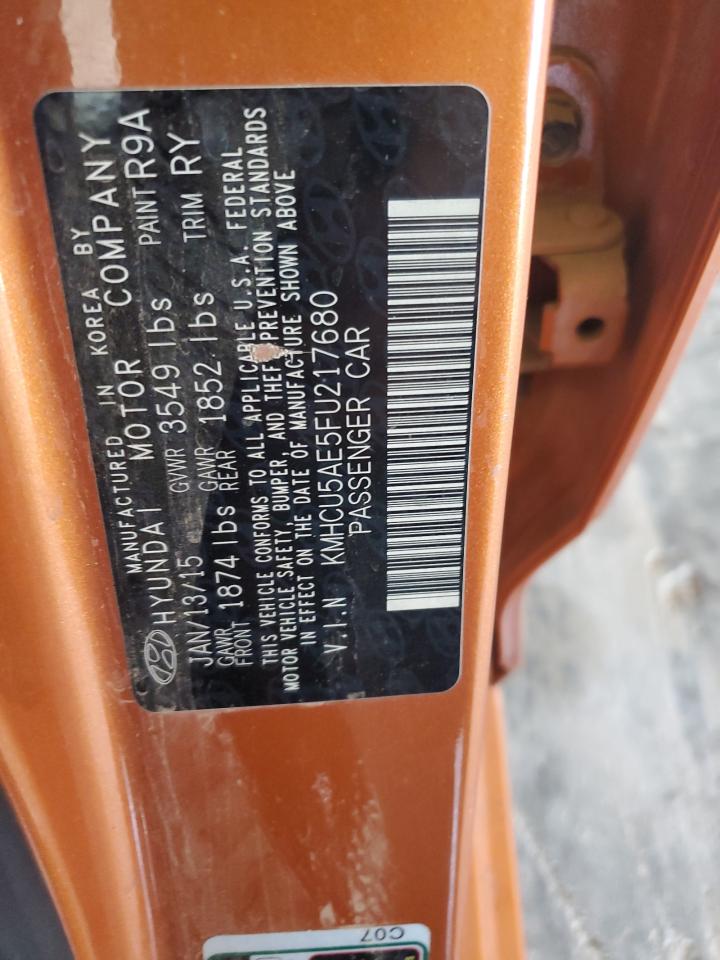 MANUFACTURED IN KOREA BY
HYUNDAI MOTOR COMPANY
JAN/13/15 GVWR 3549 lbs PAINT R9A
GAWR FRONT 1874 lbs GAWR REAR 1852 lbs TRIM RY
THIS VEHICLE CONFORMS TO ALL APPLICABLE U.S.A. FEDERAL
MOTOR VEHICLE SAFETY, BUMPER, AND THEFT PREVENTION STANDARDS
IN EFFECT ON THE DATE OF MANUFACTURE SHOWN ABOVE
V.I.N KMHCU5AE5FU217680
PASSENGER CAR
C07